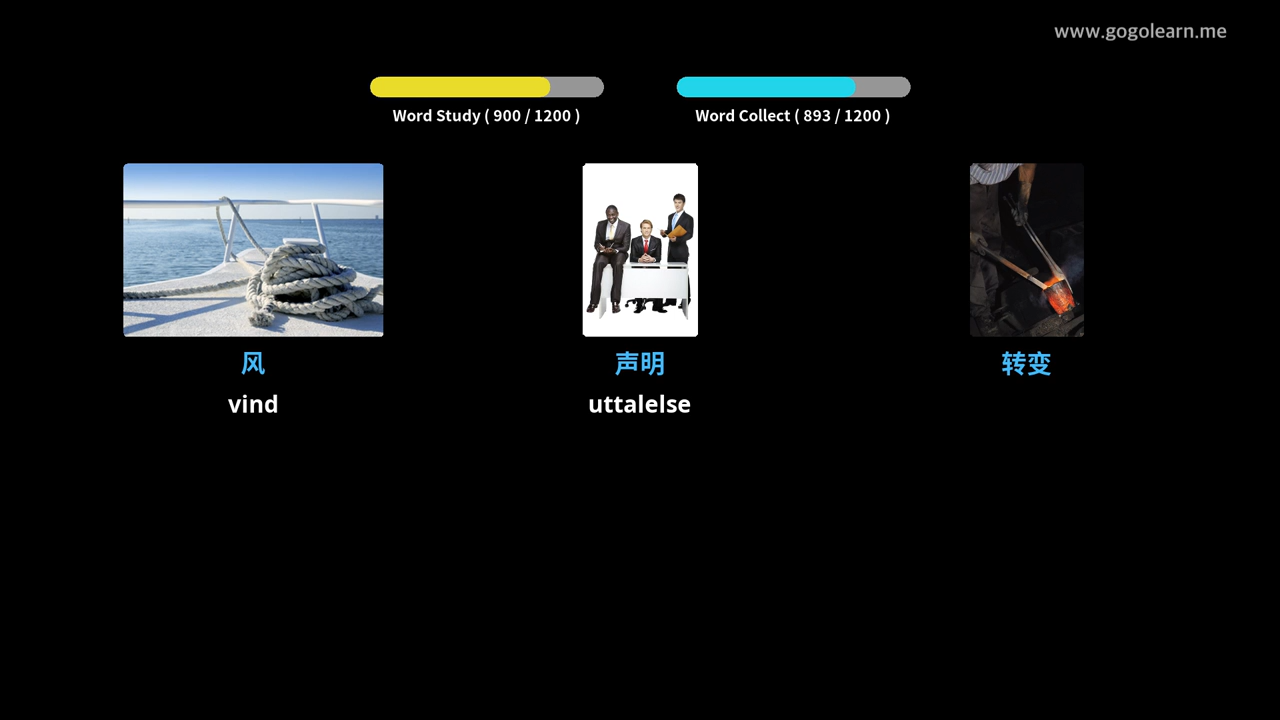 www.gogolearn.me
Word Study ( 900 / 1200 )
Word Collect ( 893 / 1200 )
风
声明
转变
vind
uttalelse